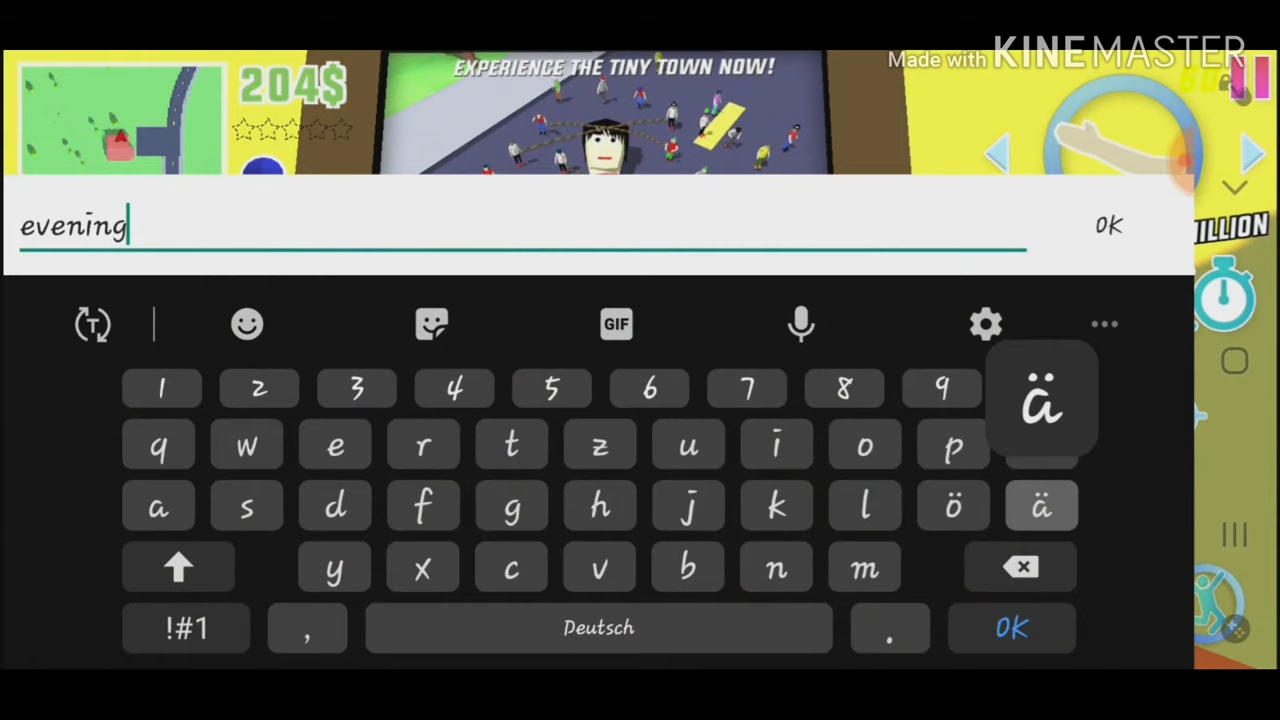 Made with KINEMASTER
204$
EXPERIENCE THE TINY TOWN NOW!
evening
OK
ILLION
T
GIF
ä
1 2 3 4 5 6 7 8 9
q w e r t z u i o p
a s d f g h j k l ö ä
y x c v b n m
!#1 , Deutsch . OK